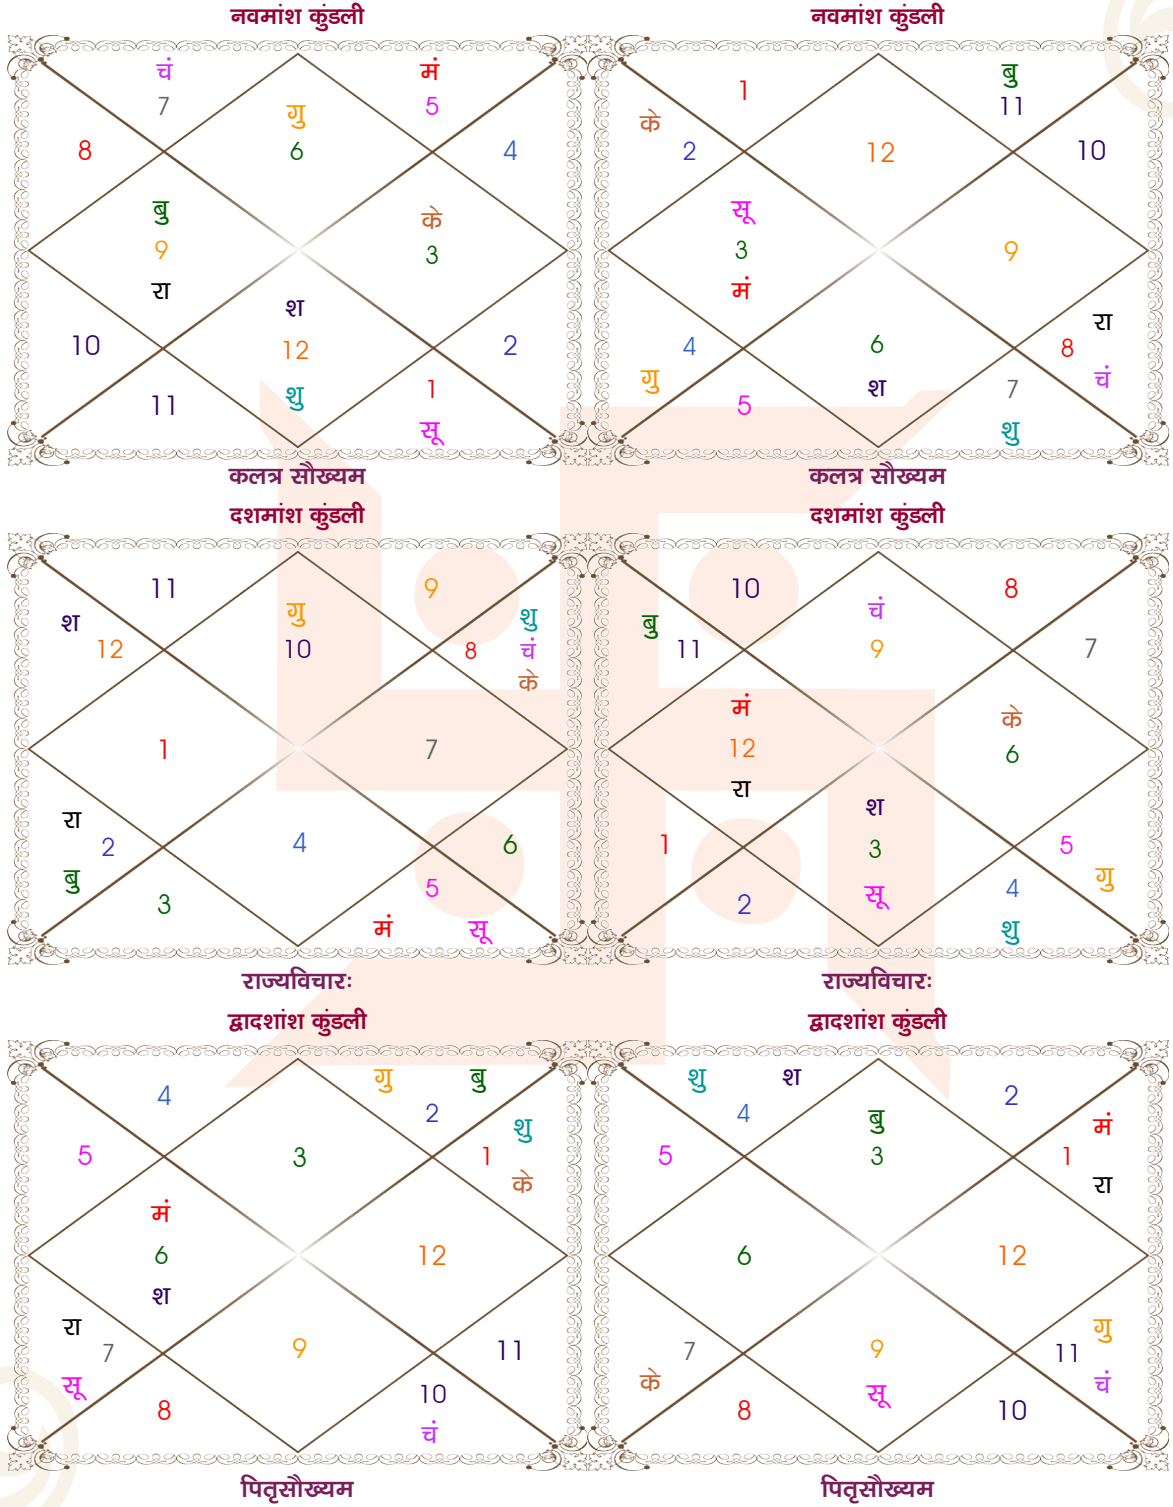 नवमांश कुंडली नवमांश कुंडली
चं मं 1 बु
7 गु 5 के 11
8 6 4 2 12 10
बु के सू
9 3 3 9
रा श मं रा
10 12 2 4 6 8
11 शु 1 गु 5 श 7 चं
सू शु
कलत्र सौख्यम कलत्र सौख्यम
दशमांश कुंडली दशमांश कुंडली
11 गु 9 शु 10 चं 8
श 12 10 8 चं बु 11 9 7
के मं के
1 7 12 6
रा रा श
2 4 6 1 3 5
बु 3 5 2 सू 4 गु
मं सू शु
राज्यविचारः राज्यविचारः
द्वादशांश कुंडली द्वादशांश कुंडली
4 गु बु शु श 2
2 शु 4 बु मं
5 3 1 5 3 1
मं के रा
6 12 6 12
श
रा 7 9 11 7 9 11 गु
सू 8 10 के 8 सू 10 चं
चं
पितृसौख्यम पितृसौख्यम